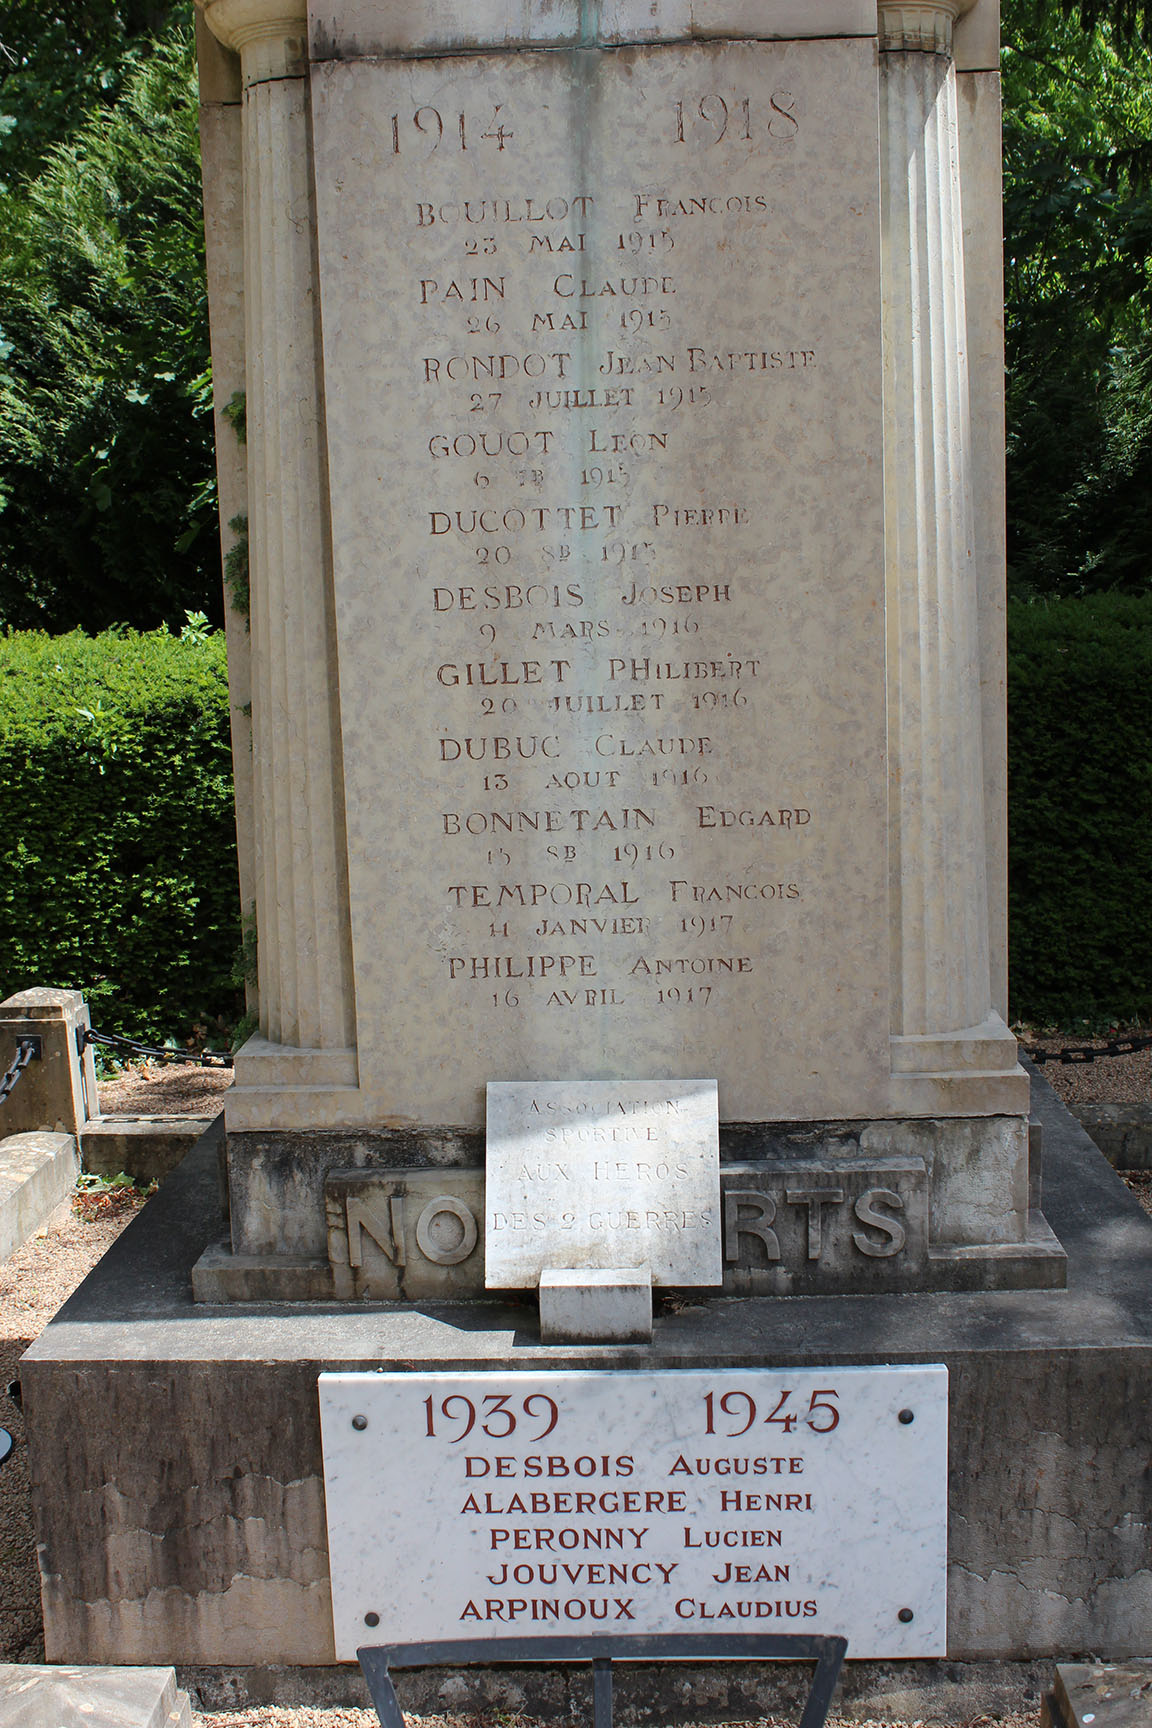 1914 1918
BOUILLOT FRANCOIS
23 MAI 1915
PAIN CLAUDE
26 MAI 1915
RONDOT JEAN BAPTISTE
27 JUILLET 1915
GOUOT LEON
6 7B 1915
DUCOTTET PIERRE
20 8B 1915
DESBOIS JOSEPH
9 MARS 1916
GILLET PHILIBERT
20 JUILLET 1916
DUBUC CLAUDE
13 AOUT 1916
BONNETAIN EDGARD
15 8B 1916
TEMPORAL FRANCOIS
11 JANVIER 1917
PHILIPPE ANTOINE
16 AVRIL 1917
ASSOCIATION
SPORTIVE
AUX HEROS
DES 2 GUERRES
NO RTS
1939 1945
DESBOIS AUGUSTE
ALABERGERE HENRI
PERONNY LUCIEN
JOUVENCY JEAN
ARPINOUX CLAUDIUS